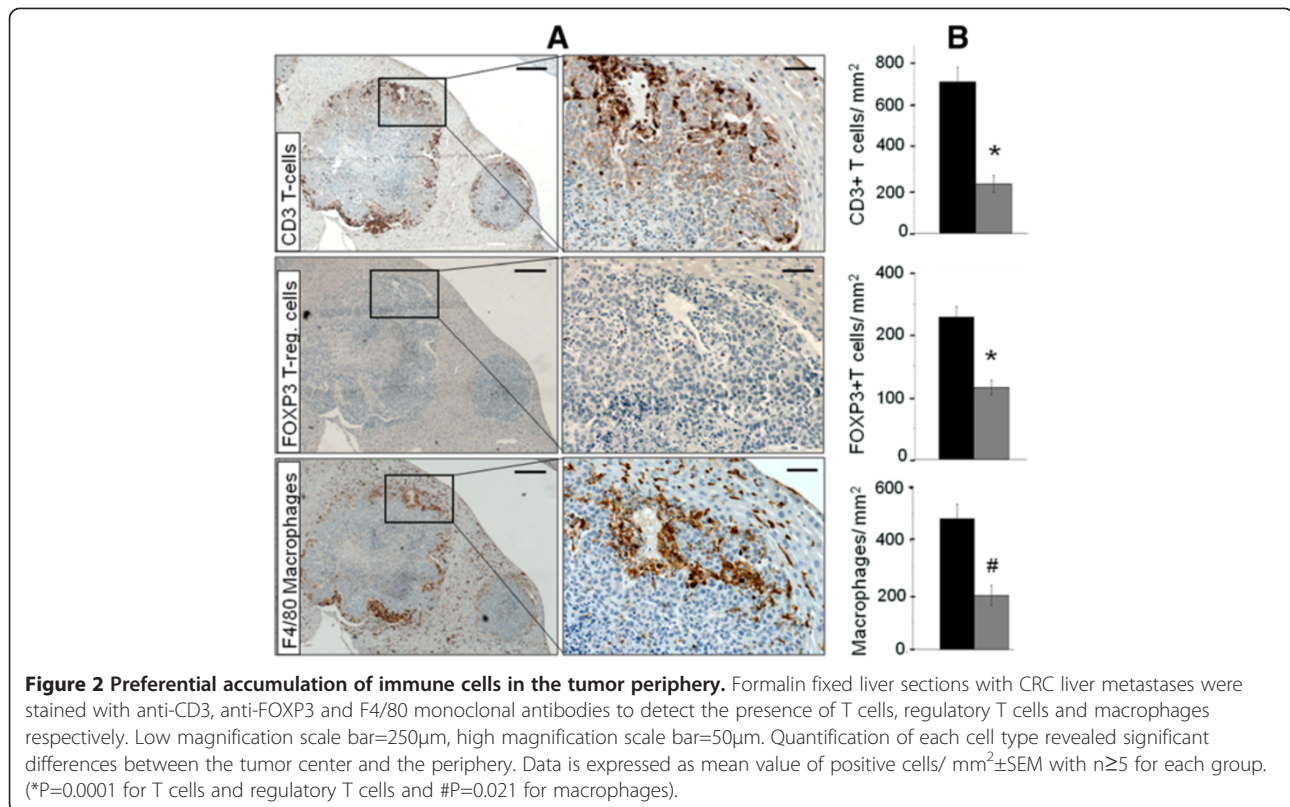 A
B
CD3 T-cells
800
600
400
200
0
CD3+ T cells/ mm²
*
FOXP3 T-reg. cells
400
200
100
0
FOXP3+T cells/ mm²
*
F4/80 Macrophages
600
400
200
0
Macrophages/ mm²
#
Figure 2 Preferential accumulation of immune cells in the tumor periphery. Formalin fixed liver sections with CRC liver metastases were
stained with anti-CD3, anti-FOXP3 and F4/80 monoclonal antibodies to detect the presence of T cells, regulatory T cells and macrophages
respectively. Low magnification scale bar=250μm, high magnification scale bar=50μm. Quantification of each cell type revealed significant
differences between the tumor center and the periphery. Data is expressed as mean value of positive cells/ mm²±SEM with n≥5 for each group.
(*P=0.0001 for T cells and regulatory T cells and #P=0.021 for macrophages).